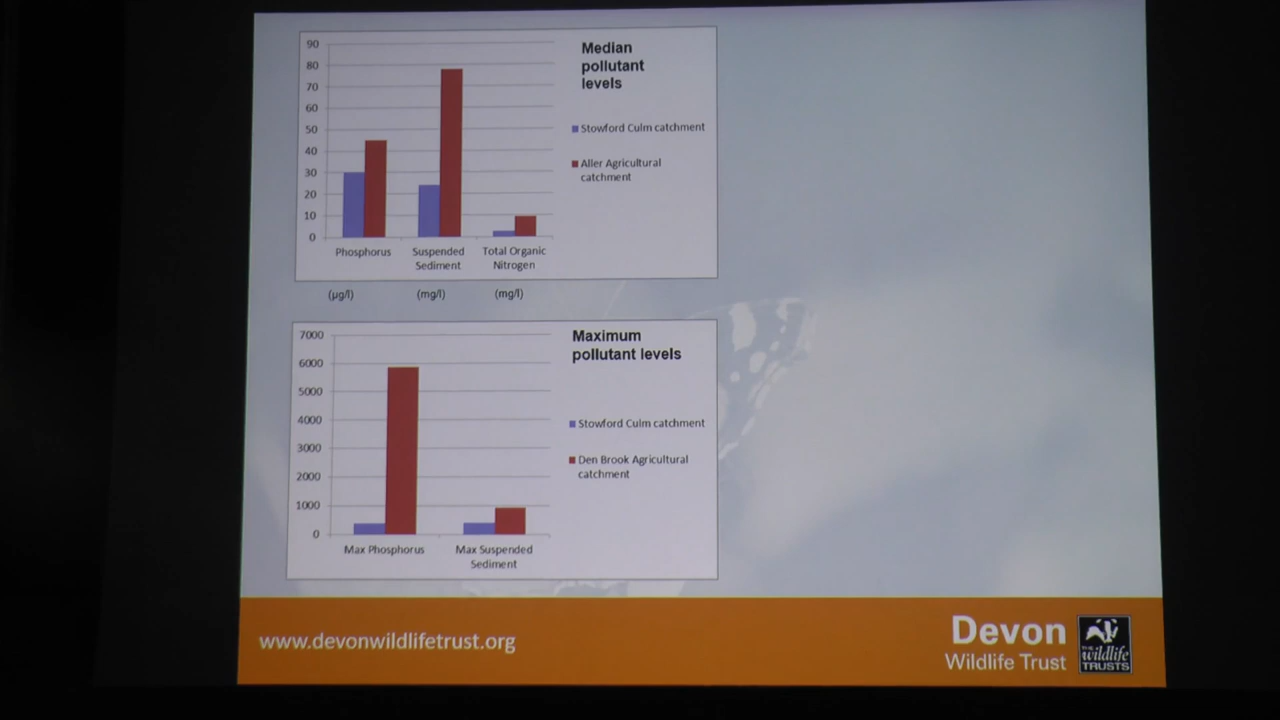 Median
pollutant
levels
90
80
70
60
50
40
30
20
10
0
Stowford Culm catchment
Aller Agricultural
catchment
Phosphorus
Suspended
Sediment
Total Organic
Nitrogen
(µg/l)
(mg/l)
(mg/l)
Maximum
pollutant levels
7000
6000
5000
4000
3000
2000
1000
0
Stowford Culm catchment
Den Brook Agricultural
catchment
Max Phosphorus
Max Suspended
Sediment
www.devonwildlifetrust.org
Devon
Wildlife Trust
THE
wildlife
TRUSTS